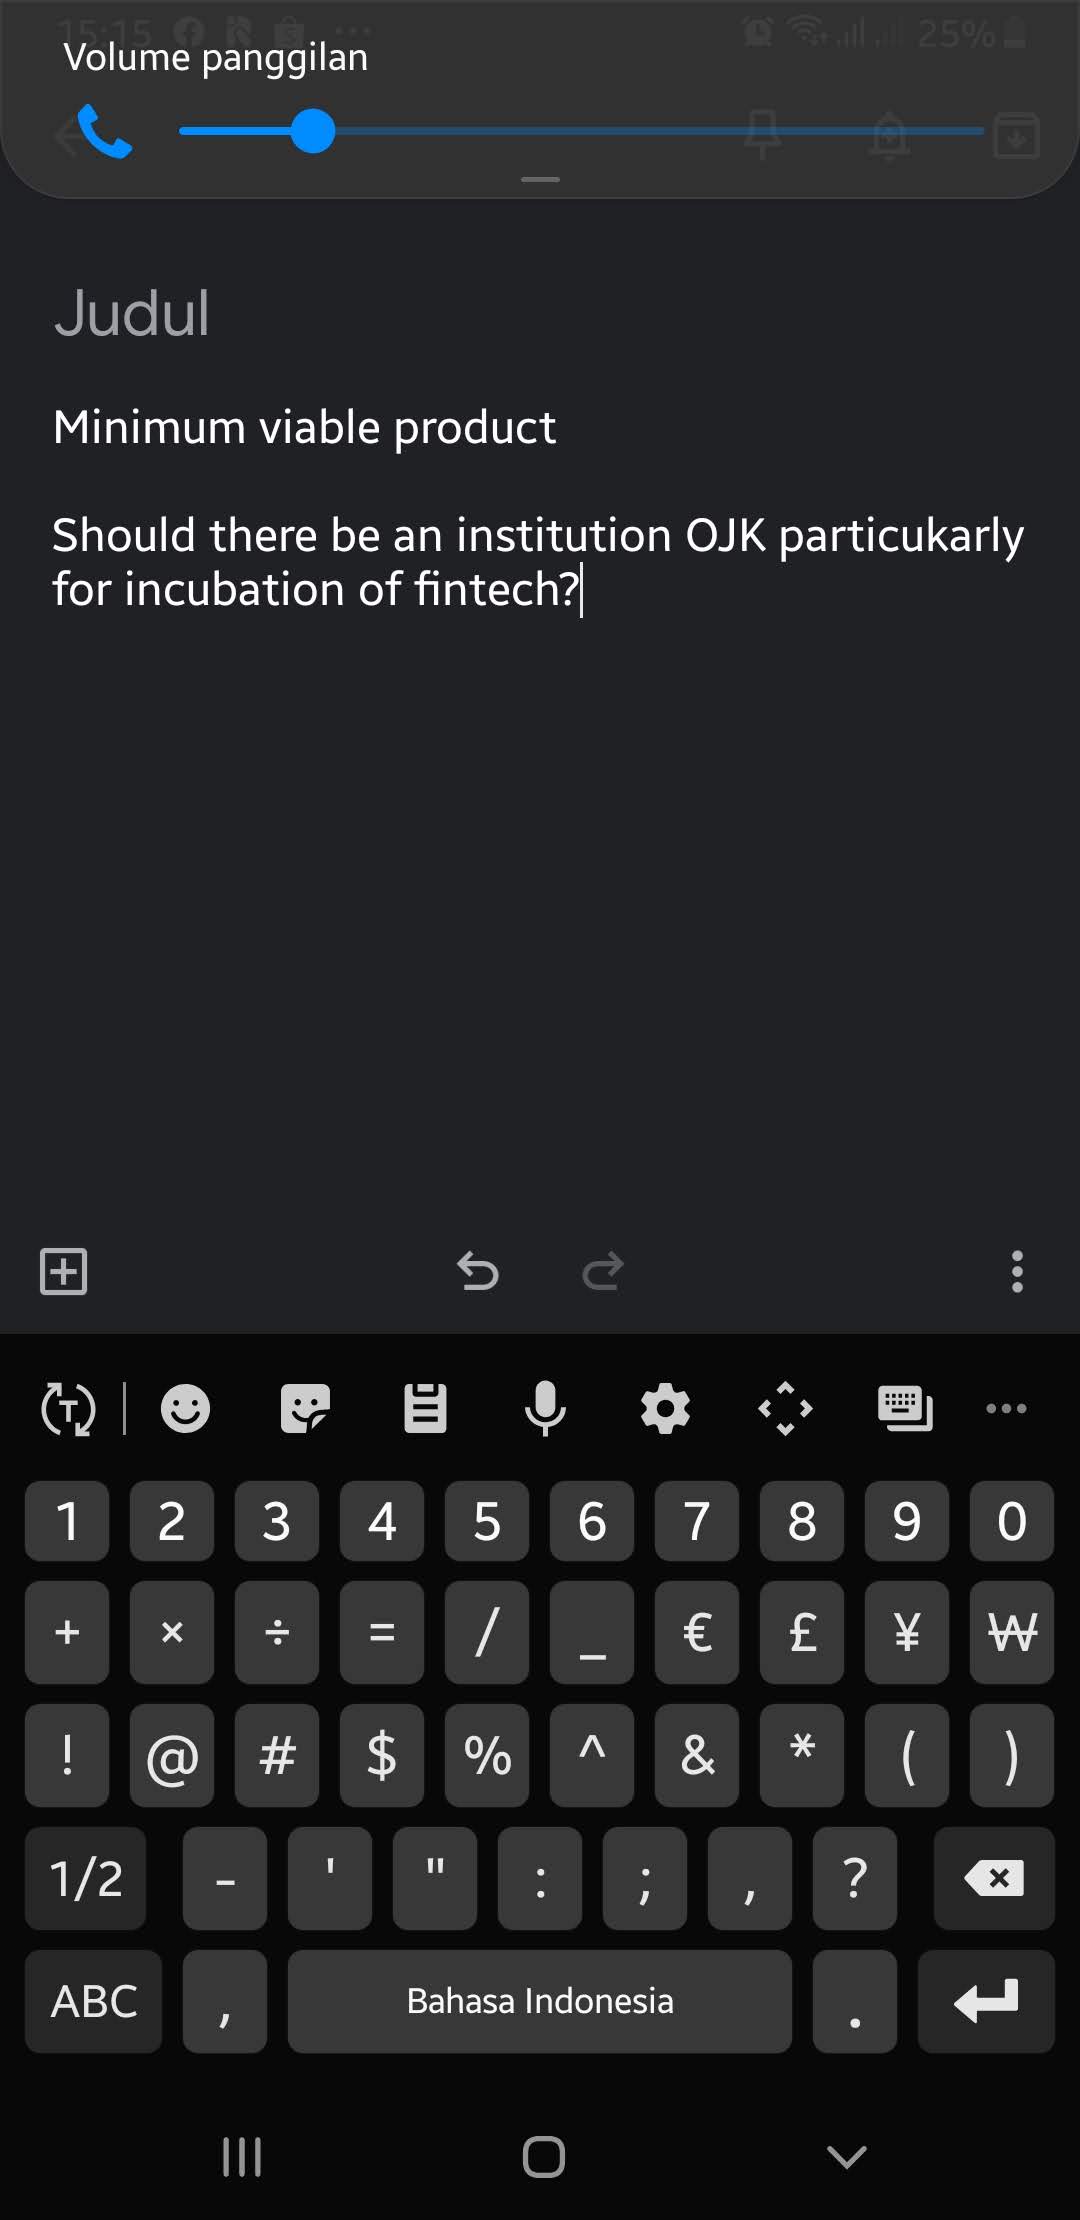 15:15 25%
Volume panggilan
Judul
Minimum viable product
Should there be an institution OJK particukarly
for incubation of fintech?
1 2 3 4 5 6 7 8 9 0
+ × ÷ = / _ € £ ¥ ₩
! @ # $ % ^ & * ( )
1/2 - ' " : ; , ?
ABC , Bahasa Indonesia .